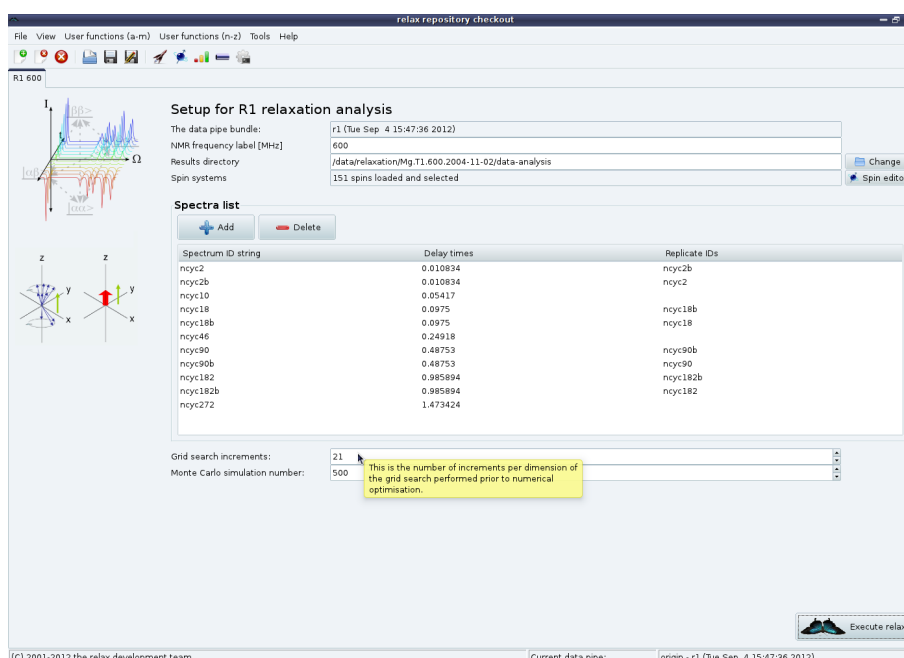 relax repository checkout
File View User functions (a-m) User functions (n-z) Tools Help
R1 600
I
|ββ>
t
Ω
|αβ>
|αα>
z z
y y
x x
Setup for R1 relaxation analysis
The data pipe bundle: r1 (Tue Sep 4 15:47:36 2012)
NMR frequency label [MHz] 600
Results directory /data/relaxation/Mg.T1.600.2004-11-02/data-analysis Change
Spin systems 151 spins loaded and selected Spin edito
Spectra list
Add Delete
Spectrum ID string Delay times Replicate IDs
ncyc2 0.010834 ncyc2b
ncyc2b 0.010834 ncyc2
ncyc10 0.05417
ncyc18 0.0975 ncyc18b
ncyc18b 0.0975 ncyc18
ncyc46 0.24918
ncyc90 0.48753 ncyc90b
ncyc90b 0.48753 ncyc90
ncyc182 0.985894 ncyc182b
ncyc182b 0.985894 ncyc182
ncyc272 1.473424
Grid search increments: 21
Monte Carlo simulation number: 500
This is the number of increments per dimension of
the grid search performed prior to numerical
optimisation.
Execute relax
(C) 2001-2012 the relax development team Current data pipe: origin - r1 (Tue Sep 4 15:47:36 2012)